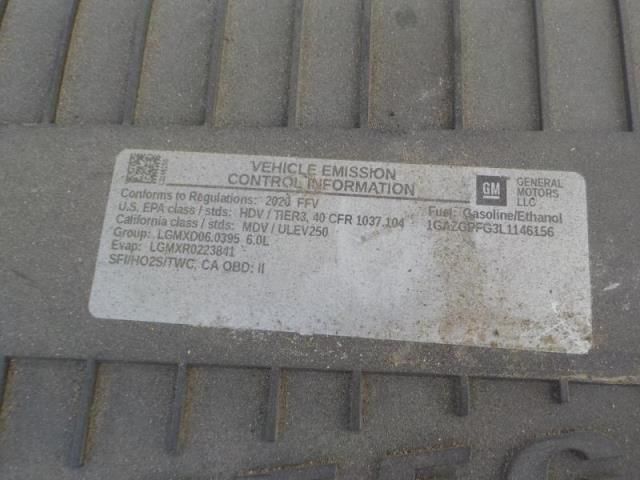 VEHICLE EMISSION
CONTROL INFORMATION
GM
GENERAL
MOTORS
LLC
Conforms to Regulations: 2020 FFV
Fuel: Gasoline/Ethanol
U.S. EPA class / stds: HDV / TIER3, 40 CFR 1037.104
1GAZGPFG3L1146156
California class / stds: MDV / ULEV250
Group: LGMXD06.0395 6.0L
Evap: LGMXR0223841
SFI/HO2S/TWC, CA OBD: II